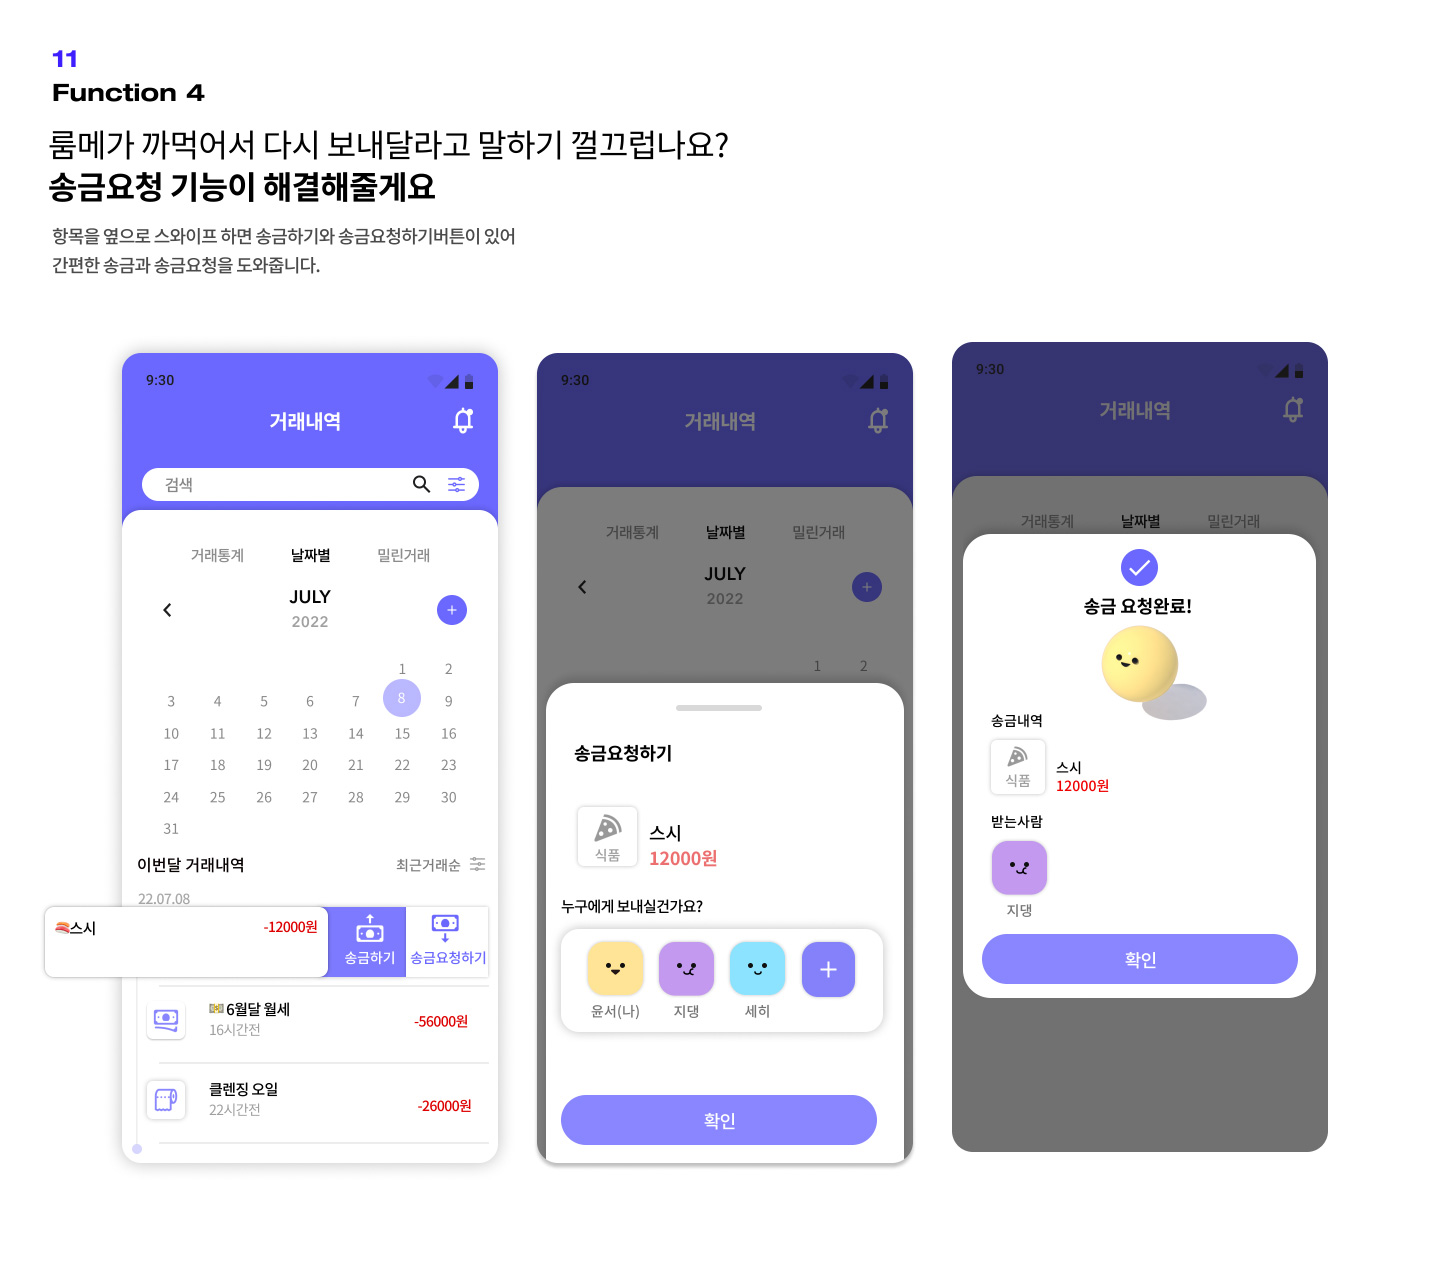 11
Function 4
룸메가 까먹어서 다시 보내달라고 말하기 껄끄럽나요?
송금요청 기능이 해결해줄게요
항목을 옆으로 스와이프 하면 송금하기와 송금요청하기버튼이 있어
간편한 송금과 송금요청을 도와줍니다.
9:30
거래내역
검색
거래통계 날짜별 밀린거래
JULY
2022
1 2
3 4 5 6 7 8 9
10 11 12 13 14 15 16
17 18 19 20 21 22 23
24 25 26 27 28 29 30
31
이번달 거래내역 최근거래순
22.07.08
스시 -12000원
송금하기 송금요청하기
6월달 월세
16시간전
-56000원
클렌징 오일
22시간전
-26000원
9:30
거래내역
거래통계 날짜별 밀린거래
JULY
2022
1 2
송금요청하기
식품
스시
12000원
누구에게 보내실건가요?
윤서(나) 지댕 세히
확인
9:30
거래내역
거래통계 날짜별 밀린거래
송금 요청완료!
송금내역
식품
스시
12000원
받는사람
지댕
확인